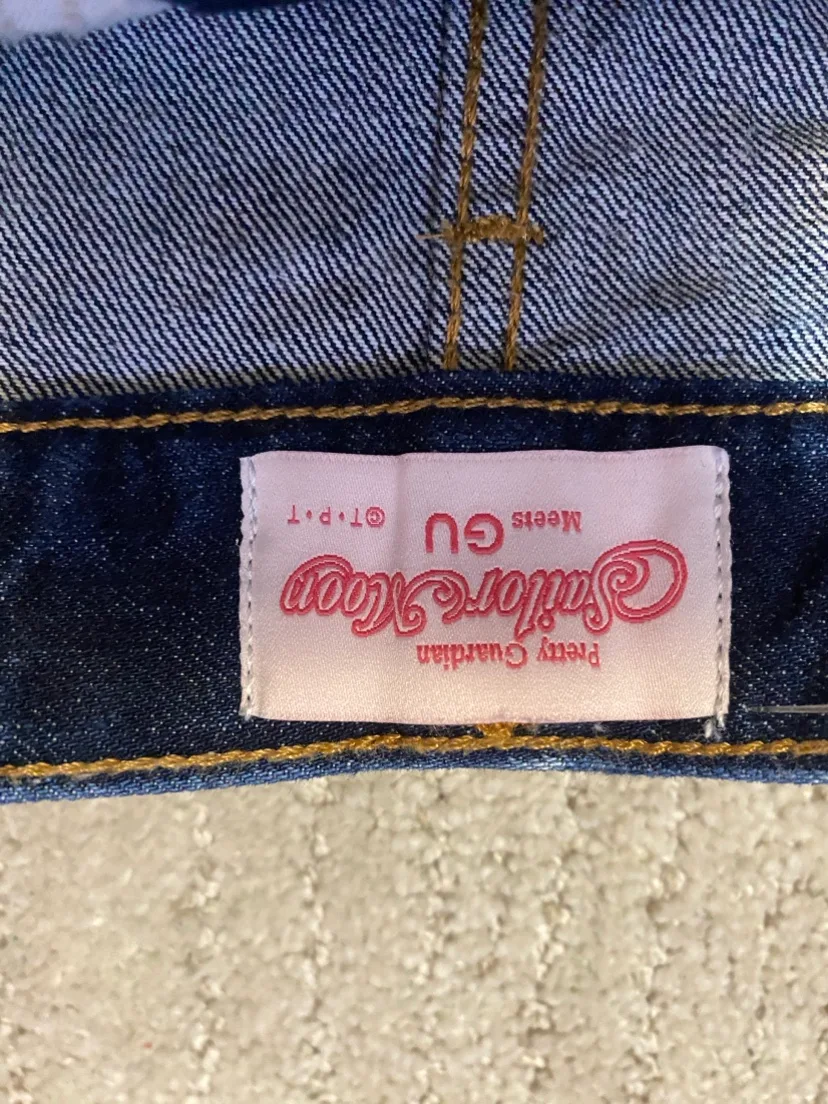 Pretty Guardian
Sailor Moon
Meets GU ©T・P・T